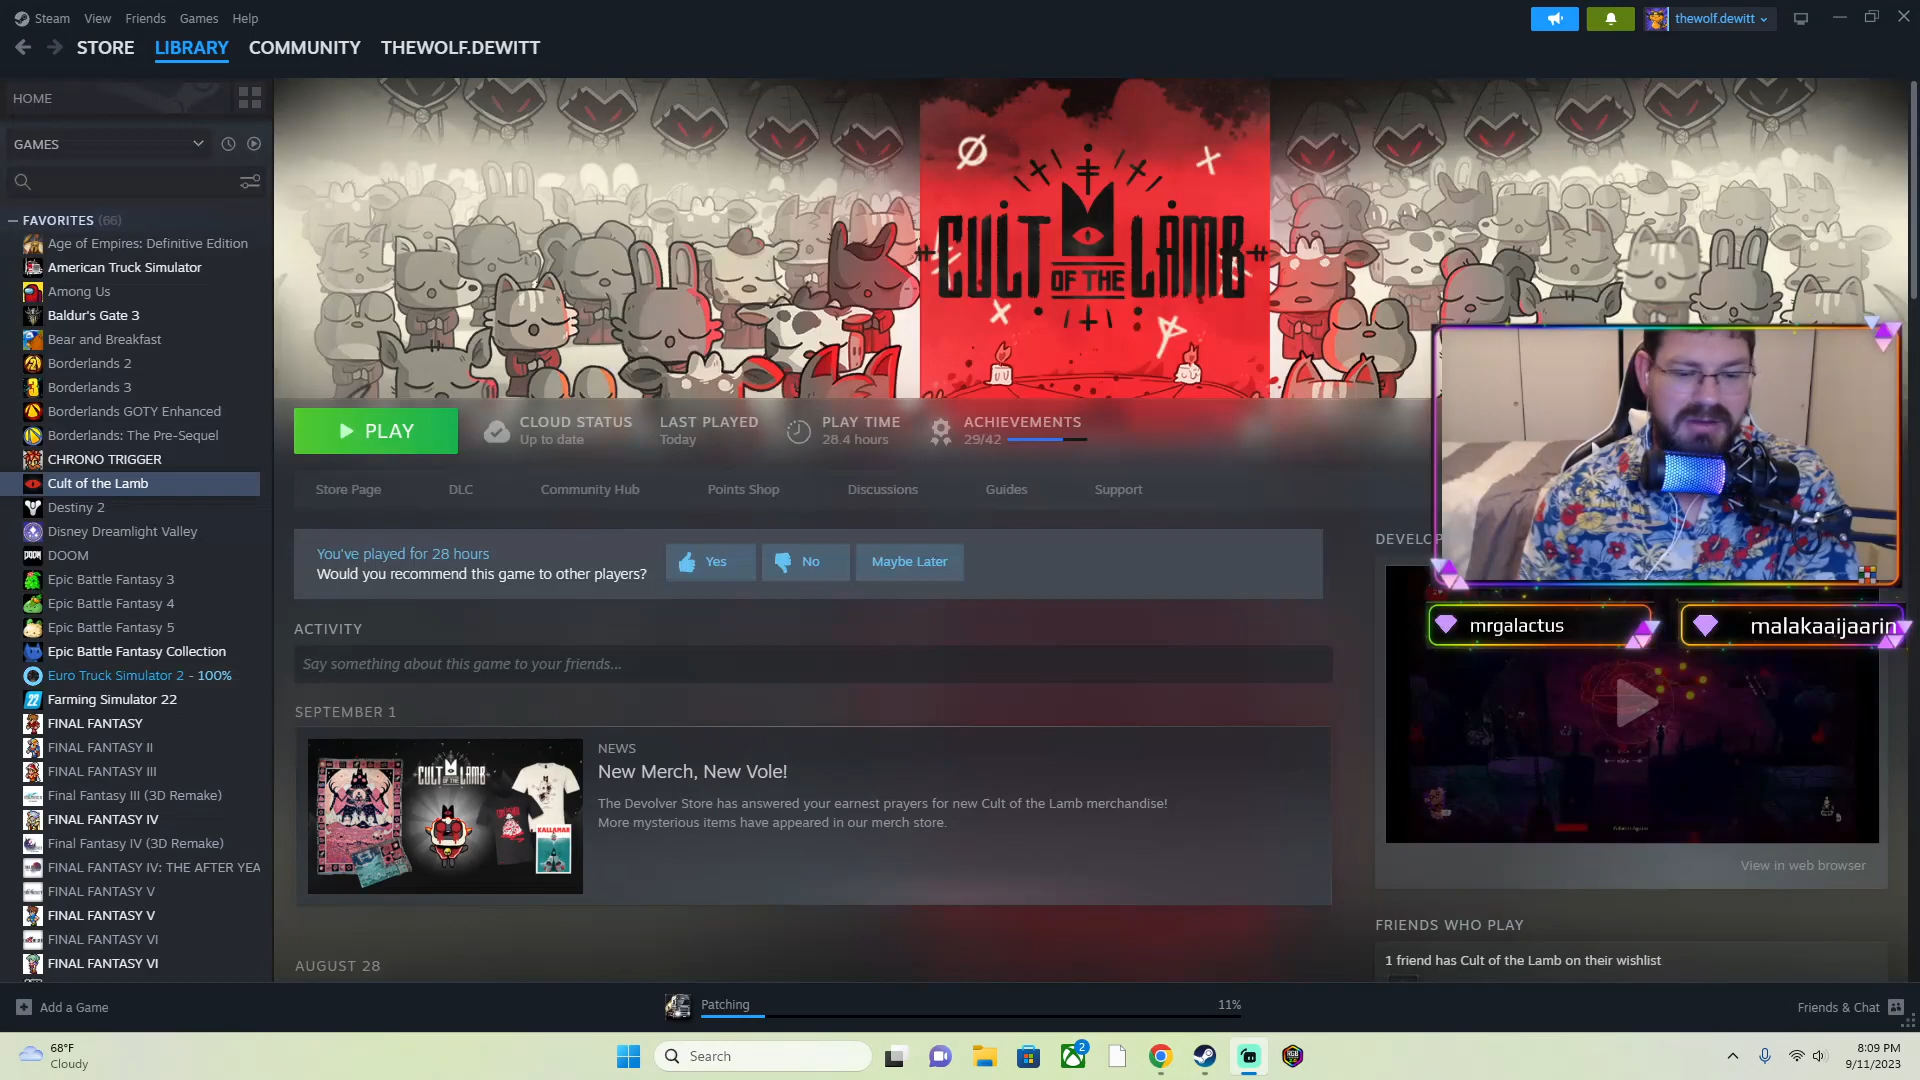 Steam View Friends Games Help
thewolf.dewitt
STORE LIBRARY COMMUNITY THEWOLF.DEWITT
HOME
GAMES
FAVORITES (66)
Age of Empires: Definitive Edition
American Truck Simulator
Among Us
Baldur's Gate 3
Bear and Breakfast
Borderlands 2
Borderlands 3
Borderlands GOTY Enhanced
Borderlands: The Pre-Sequel
CHRONO TRIGGER
Cult of the Lamb
Destiny 2
Disney Dreamlight Valley
DOOM
Epic Battle Fantasy 3
Epic Battle Fantasy 4
Epic Battle Fantasy 5
Epic Battle Fantasy Collection
Euro Truck Simulator 2 - 100%
Farming Simulator 22
FINAL FANTASY
FINAL FANTASY II
FINAL FANTASY III
Final Fantasy III (3D Remake)
FINAL FANTASY IV
Final Fantasy IV (3D Remake)
FINAL FANTASY IV: THE AFTER YEA
FINAL FANTASY V
FINAL FANTASY V
FINAL FANTASY VI
FINAL FANTASY VI
CULT OF THE LAMB
PLAY
CLOUD STATUS
Up to date
LAST PLAYED
Today
PLAY TIME
28.4 hours
ACHIEVEMENTS
29/42
Store Page DLC Community Hub Points Shop Discussions Guides Support
You've played for 28 hours
Would you recommend this game to other players?
Yes No Maybe Later
ACTIVITY
Say something about this game to your friends...
SEPTEMBER 1
CULT OF THE LAMB
KALLAMAR
NEWS
New Merch, New Vole!
The Devolver Store has answered your earnest prayers for new Cult of the Lamb merchandise!
More mysterious items have appeared in our merch store.
AUGUST 28
DEVELOP
mrgalactus
malakaaijaarin
View in web browser
FRIENDS WHO PLAY
1 friend has Cult of the Lamb on their wishlist
Add a Game
Patching 11%
Friends & Chat
68°F
Cloudy
Search
2
8:09 PM
9/11/2023